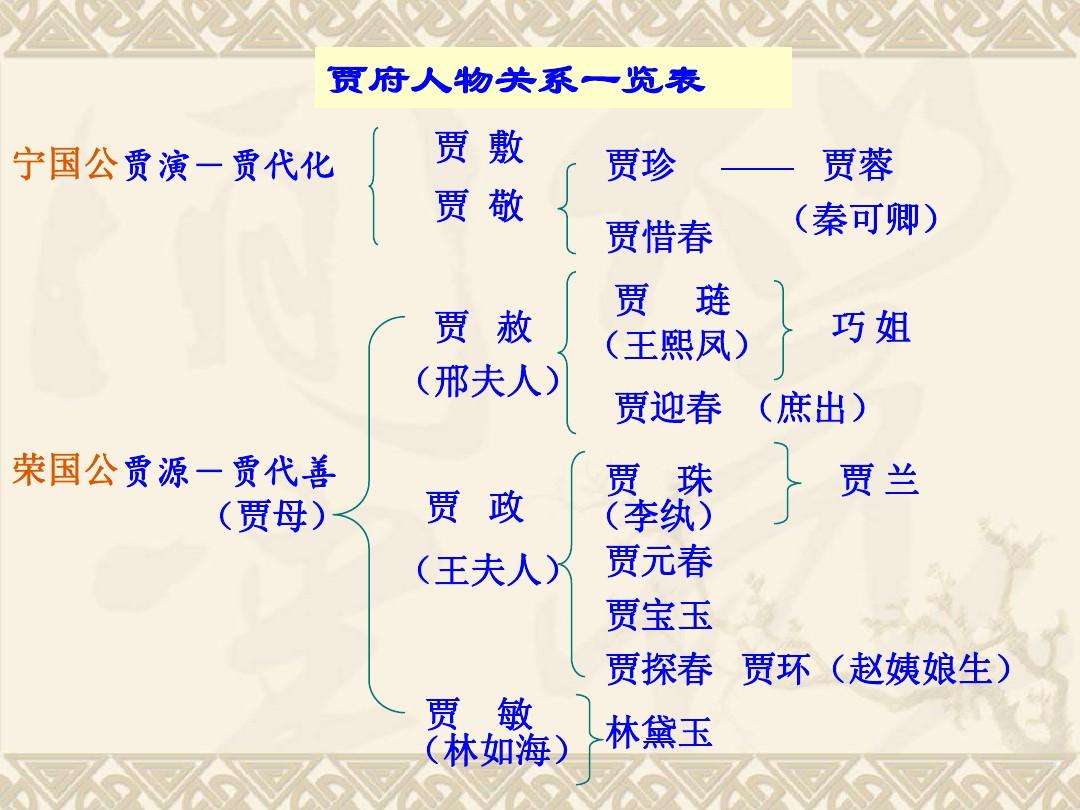 贾府人物关系一览表
宁国公贾演－贾代化
贾 敷
贾 敬
贾珍 —— 贾蓉
（秦可卿）
贾惜春
荣国公贾源－贾代善
（贾母）
贾 赦
（邢夫人）
贾 琏
（王熙凤）
巧 姐
贾迎春 （庶出）
贾 政
（王夫人）
贾 珠
（李纨）
贾 兰
贾元春
贾宝玉
贾探春 贾环（赵姨娘生）
贾 敏
（林如海）
林黛玉